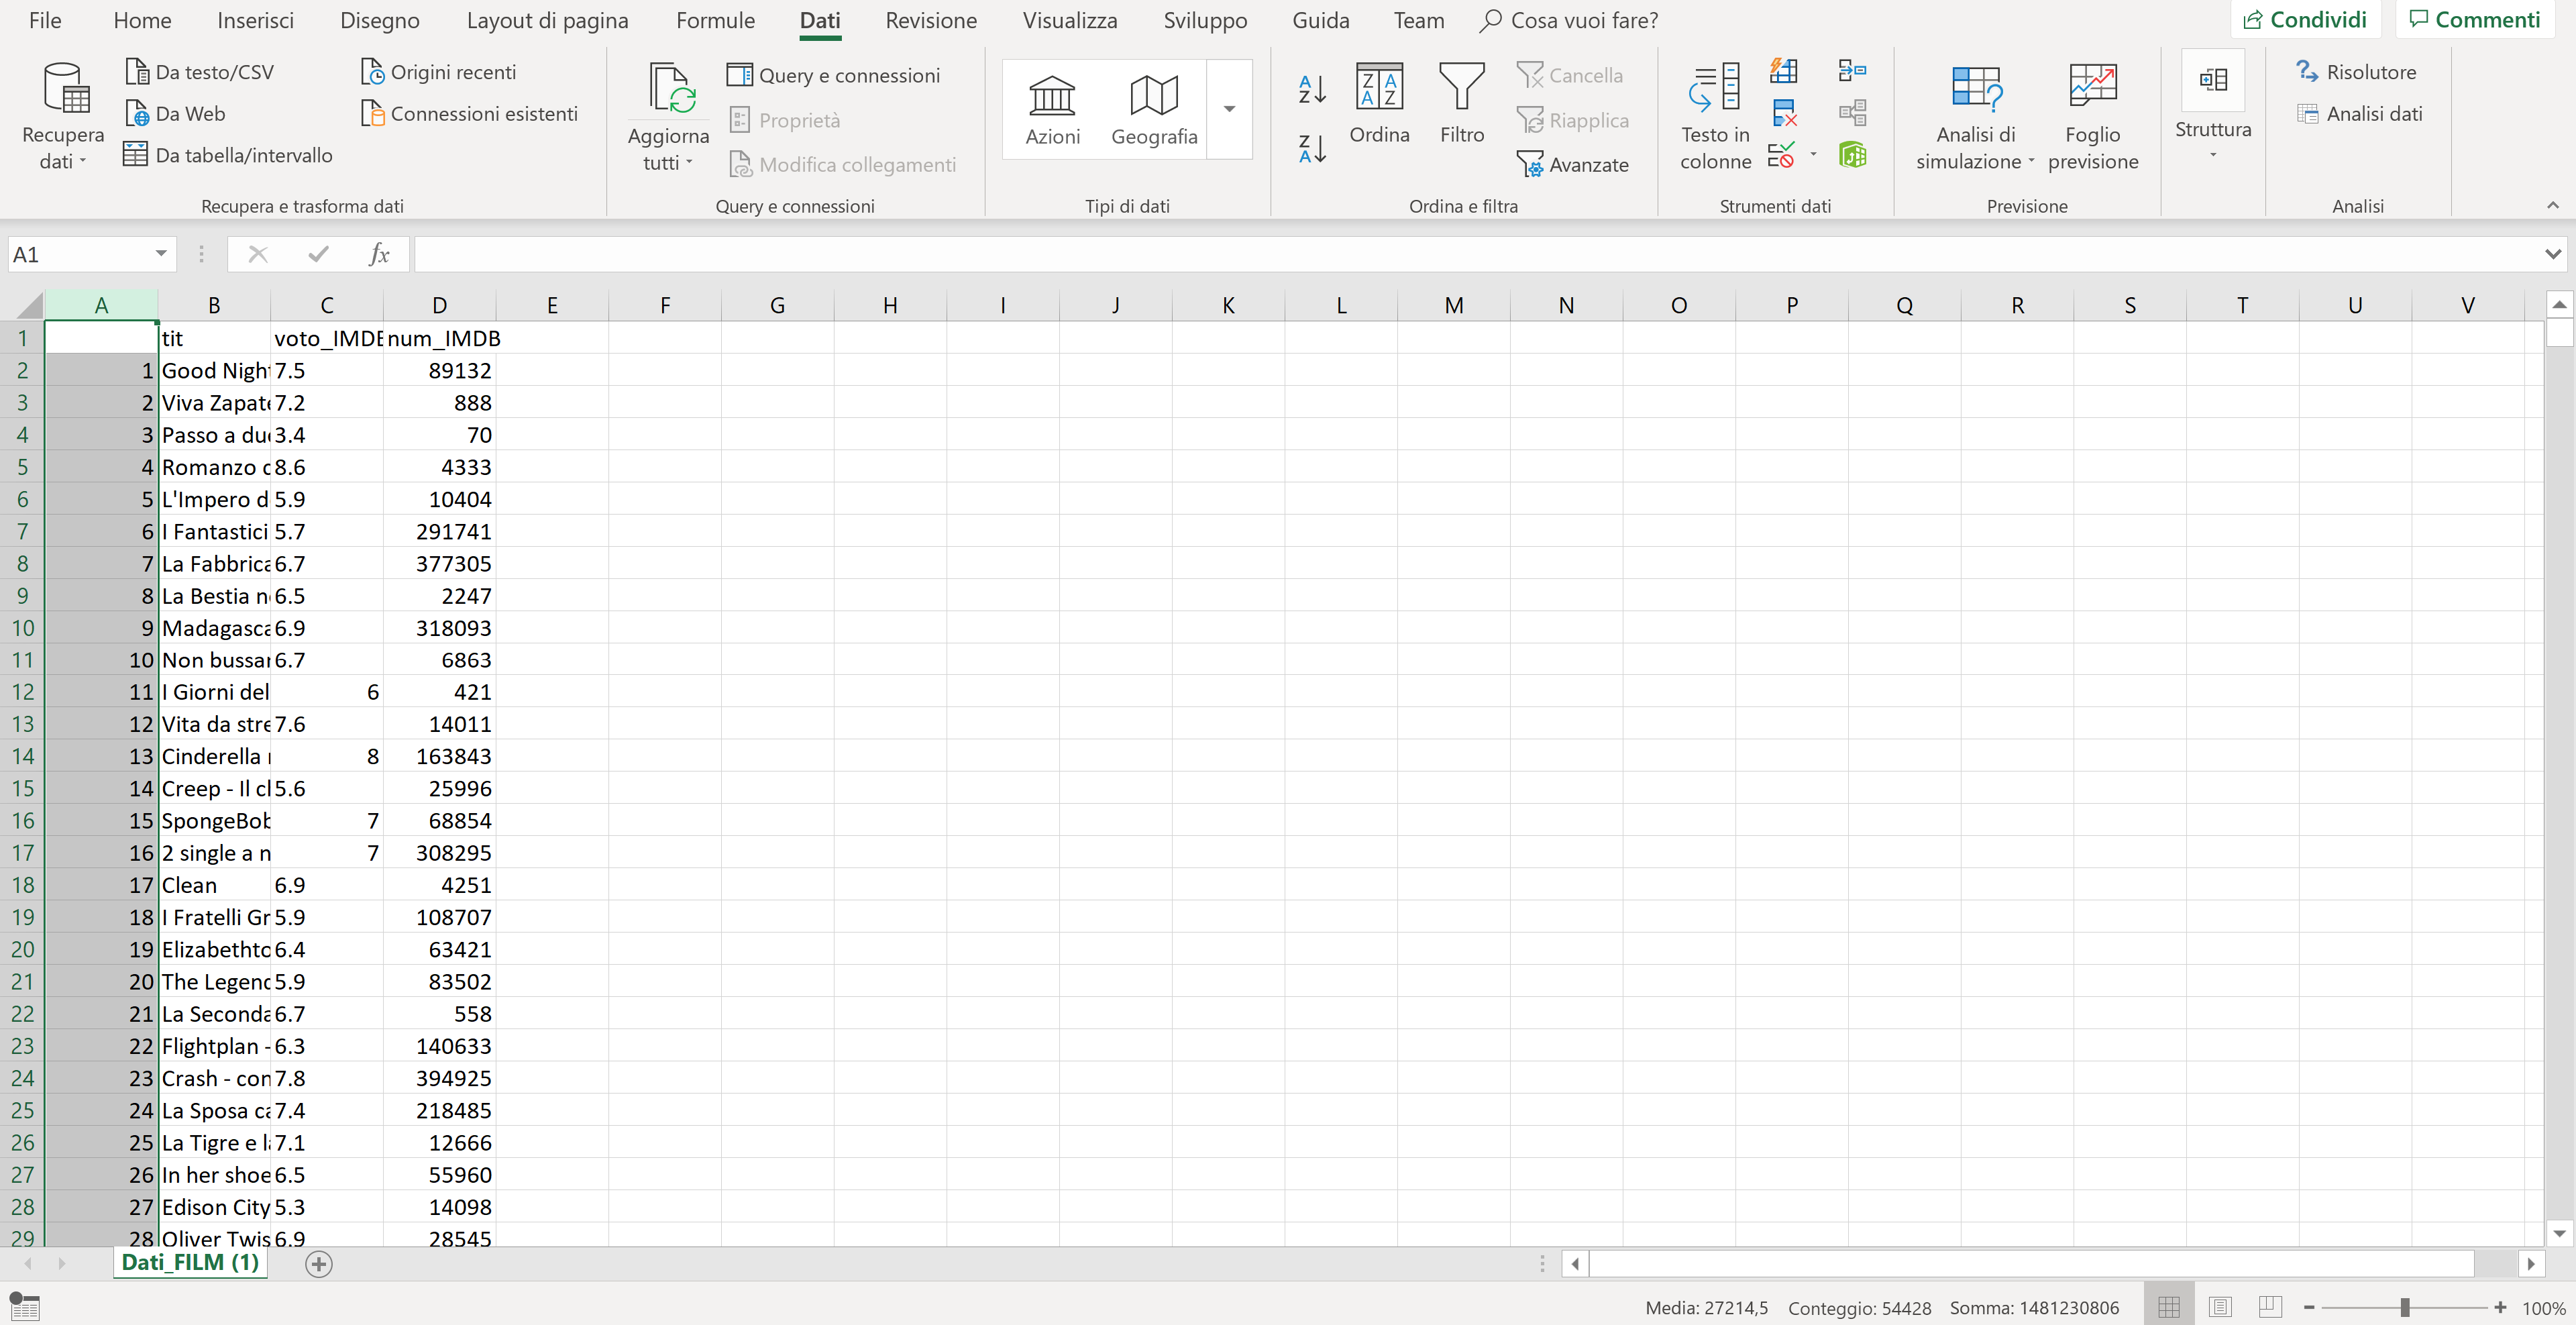 File Home Inserisci Disegno Layout di pagina Formule Dati Revisione Visualizza Sviluppo Guida Team Cosa vuoi fare? Condividi Commenti
Recupera dati
Da testo/CSV
Da Web
Da tabella/intervallo
Origini recenti
Connessioni esistenti
Recupera e trasforma dati
Aggiorna tutti
Query e connessioni
Proprietà
Modifica collegamenti
Query e connessioni
Azioni Geografia
Tipi di dati
Ordina Filtro
Cancella
Riapplica
Avanzate
Ordina e filtra
Testo in colonne
Strumenti dati
Analisi di simulazione
Foglio previsione
Previsione
Struttura
Risolutore
Analisi dati
Analisi
A1 fx
A B C D E F G H I J K L M N O P Q R S T U V
1 tit voto_IMDB num_IMDB
2 1 Good Night 7.5 89132
3 2 Viva Zapate 7.2 888
4 3 Passo a due 3.4 70
5 4 Romanzo c 8.6 4333
6 5 L'Impero d 5.9 10404
7 6 I Fantastici 5.7 291741
8 7 La Fabbrica 6.7 377305
9 8 La Bestia ne 6.5 2247
10 9 Madagasca 6.9 318093
11 10 Non bussar 6.7 6863
12 11 I Giorni del 6 421
13 12 Vita da stre 7.6 14011
14 13 Cinderella 8 163843
15 14 Creep - Il cl 5.6 25996
16 15 SpongeBob 7 68854
17 16 2 single a n 7 308295
18 17 Clean 6.9 4251
19 18 I Fratelli Gr 5.9 108707
20 19 Elizabethto 6.4 63421
21 20 The Legend 5.9 83502
22 21 La Seconda 6.7 558
23 22 Flightplan - 6.3 140633
24 23 Crash - con 7.8 394925
25 24 La Sposa ca 7.4 218485
26 25 La Tigre e la 7.1 12666
27 26 In her shoe 6.5 55960
28 27 Edison City 5.3 14098
29 28 Oliver Twis 6.9 28545
Dati_FILM (1)
Media: 27214,5 Conteggio: 54428 Somma: 1481230806 100%